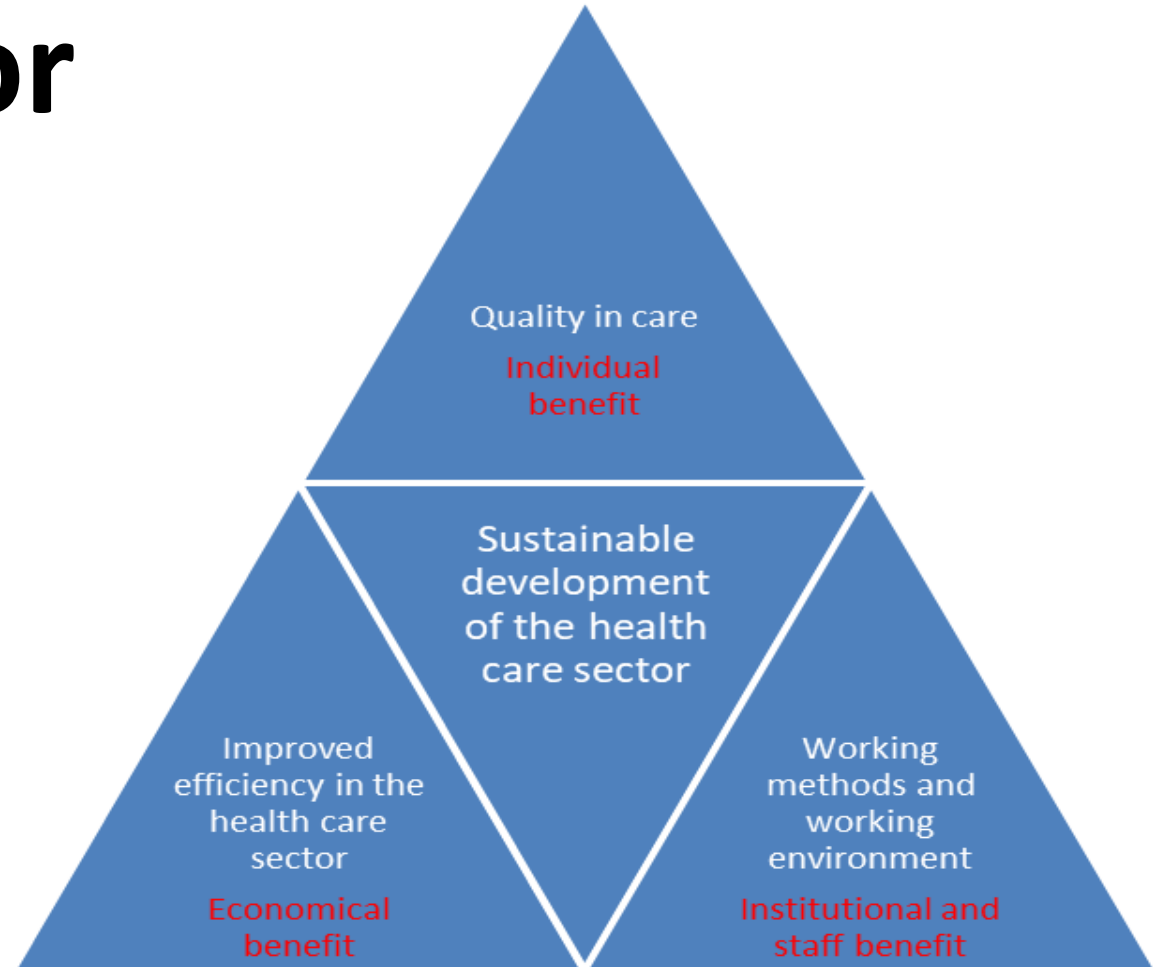 or
Quality in care
Individual
benefit
Sustainable
development
of the health
care sector
Improved
efficiency in the
health care
sector
Economical
benefit
Working
methods and
working
environment
Institutional and
staff benefit